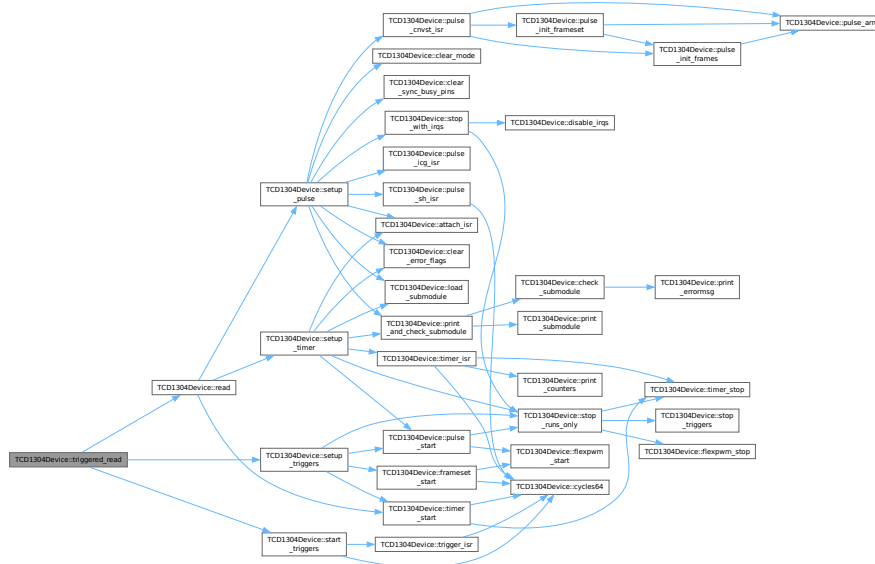 TCD1304Device::pulse
_cnvst_isr
TCD1304Device::pulse
_init_frameset
TCD1304Device::pulse_arm
TCD1304Device::pulse
_init_frames
TCD1304Device::clear_mode
TCD1304Device::clear
_sync_busy_pins
TCD1304Device::stop
_with_irqs
TCD1304Device::disable_irqs
TCD1304Device::pulse
_icg_isr
TCD1304Device::setup
_pulse
TCD1304Device::pulse
_sh_isr
TCD1304Device::attach_isr
TCD1304Device::clear
_error_flags
TCD1304Device::load
_submodule
TCD1304Device::check
_submodule
TCD1304Device::print
_errormsg
TCD1304Device::print
_and_check_submodule
TCD1304Device::print
_submodule
TCD1304Device::setup
_timer
TCD1304Device::timer_isr
TCD1304Device::print
_counters
TCD1304Device::read
TCD1304Device::timer_stop
TCD1304Device::stop
_runs_only
TCD1304Device::stop
_triggers
TCD1304Device::pulse
_start
TCD1304Device::flexpwm
_start
TCD1304Device::flexpwm_stop
TCD1304Device::triggered_read
TCD1304Device::setup
_triggers
TCD1304Device::frameset
_start
TCD1304Device::cycles64
TCD1304Device::timer
_start
TCD1304Device::start
_triggers
TCD1304Device::trigger_isr